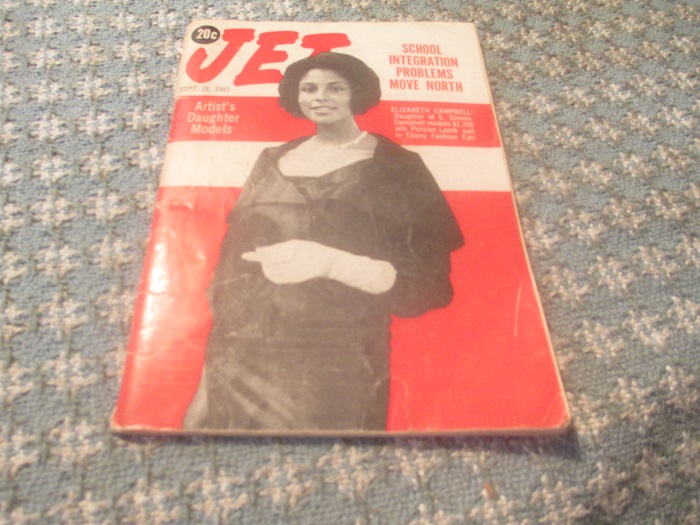 20c
JET
SEPT. 21, 1961
SCHOOL
INTEGRATION
PROBLEMS
MOVE NORTH
Artist's
Daughter
Models
ELIZABETH CAMPBELL:
Daughter of E. Simms
Campbell models $1,200
silk, Persian Lamb suit
in Ebony Fashion Fair